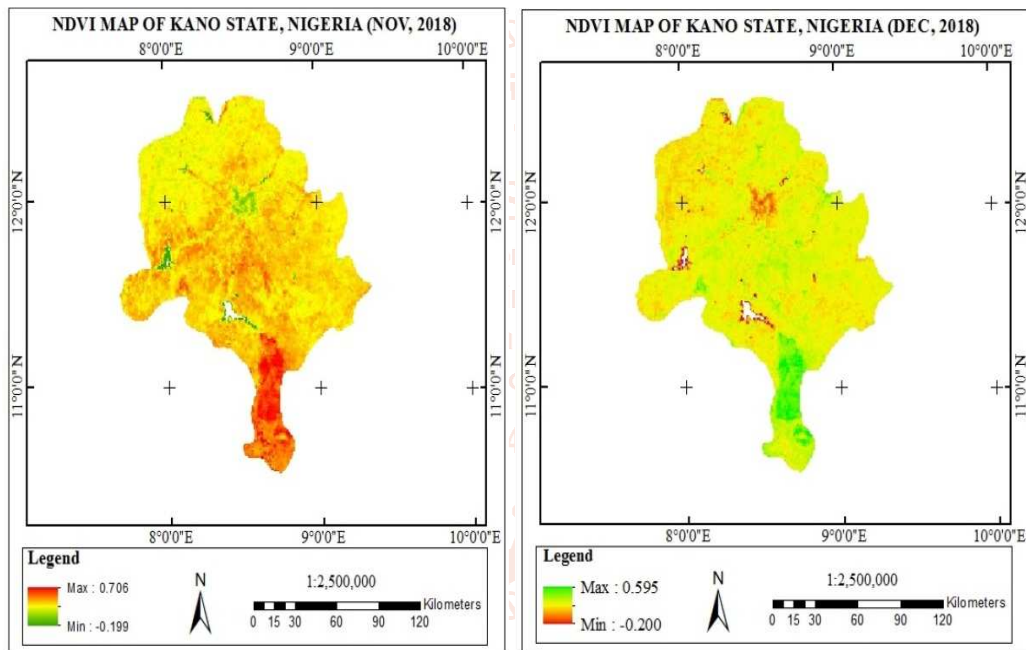 NDVI MAP OF KANO STATE, NIGERIA (NOV, 2018)
8°0'0"E 9°0'0"E 10°0'0"E
12°0'0"N 12°0'0"N
11°0'0"N 11°0'0"N
8°0'0"E 9°0'0"E 10°0'0"E
Legend
Max : 0.706
Min : -0.199
N
1:2,500,000
Kilometers
0 15 30 60 90 120
NDVI MAP OF KANO STATE, NIGERIA (DEC, 2018)
8°0'0"E 9°0'0"E 10°0'0"E
12°0'0"N 12°0'0"N
11°0'0"N 11°0'0"N
8°0'0"E 9°0'0"E 10°0'0"E
Legend
Max : 0.595
Min : -0.200
N
1:2,500,000
Kilometers
0 15 30 60 90 120